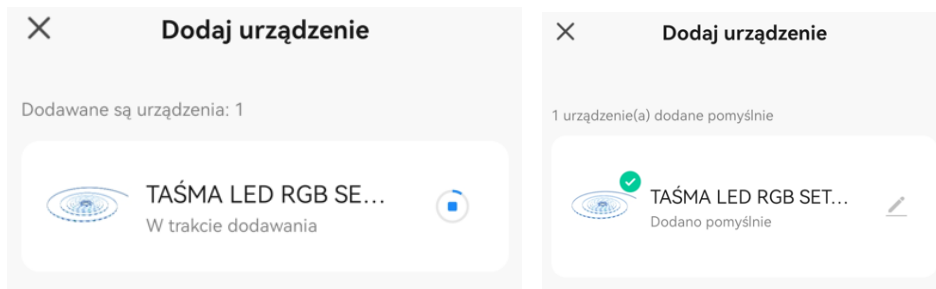 Dodaj urządzenie
Dodawane są urządzenia: 1
TAŚMA LED RGB SE...
W trakcie dodawania
Dodaj urządzenie
1 urządzenie(a) dodane pomyślnie
TAŚMA LED RGB SET...
Dodano pomyślnie